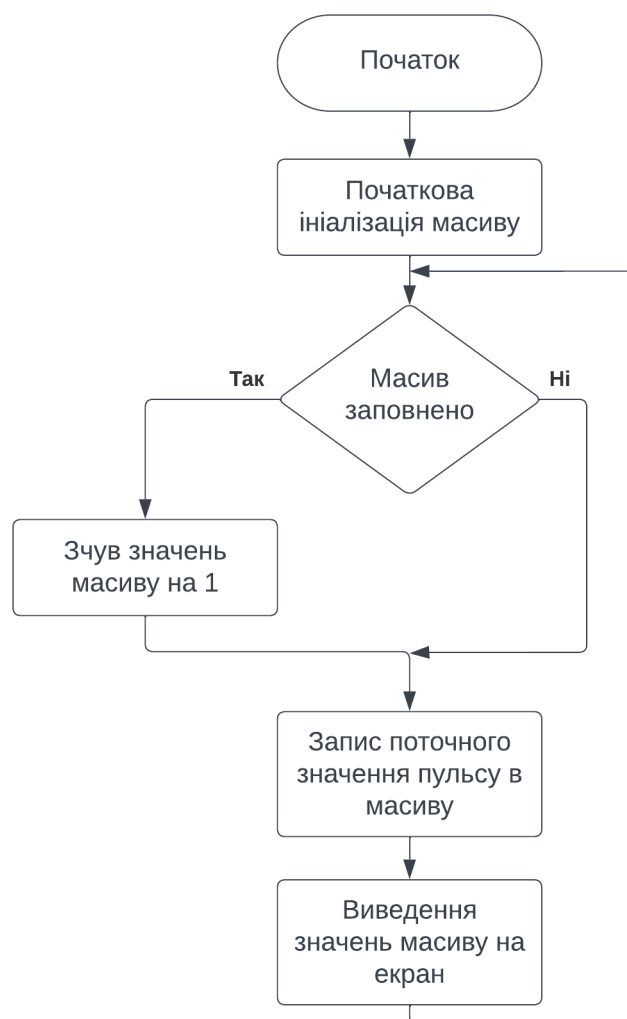 Початок
Початкова
ініалізація масиву
Масив
заповнено
Так
Ні
Зчув значень
масиву на 1
Запис поточного
значення пульсу в
масиву
Виведення
значень масиву на
екран